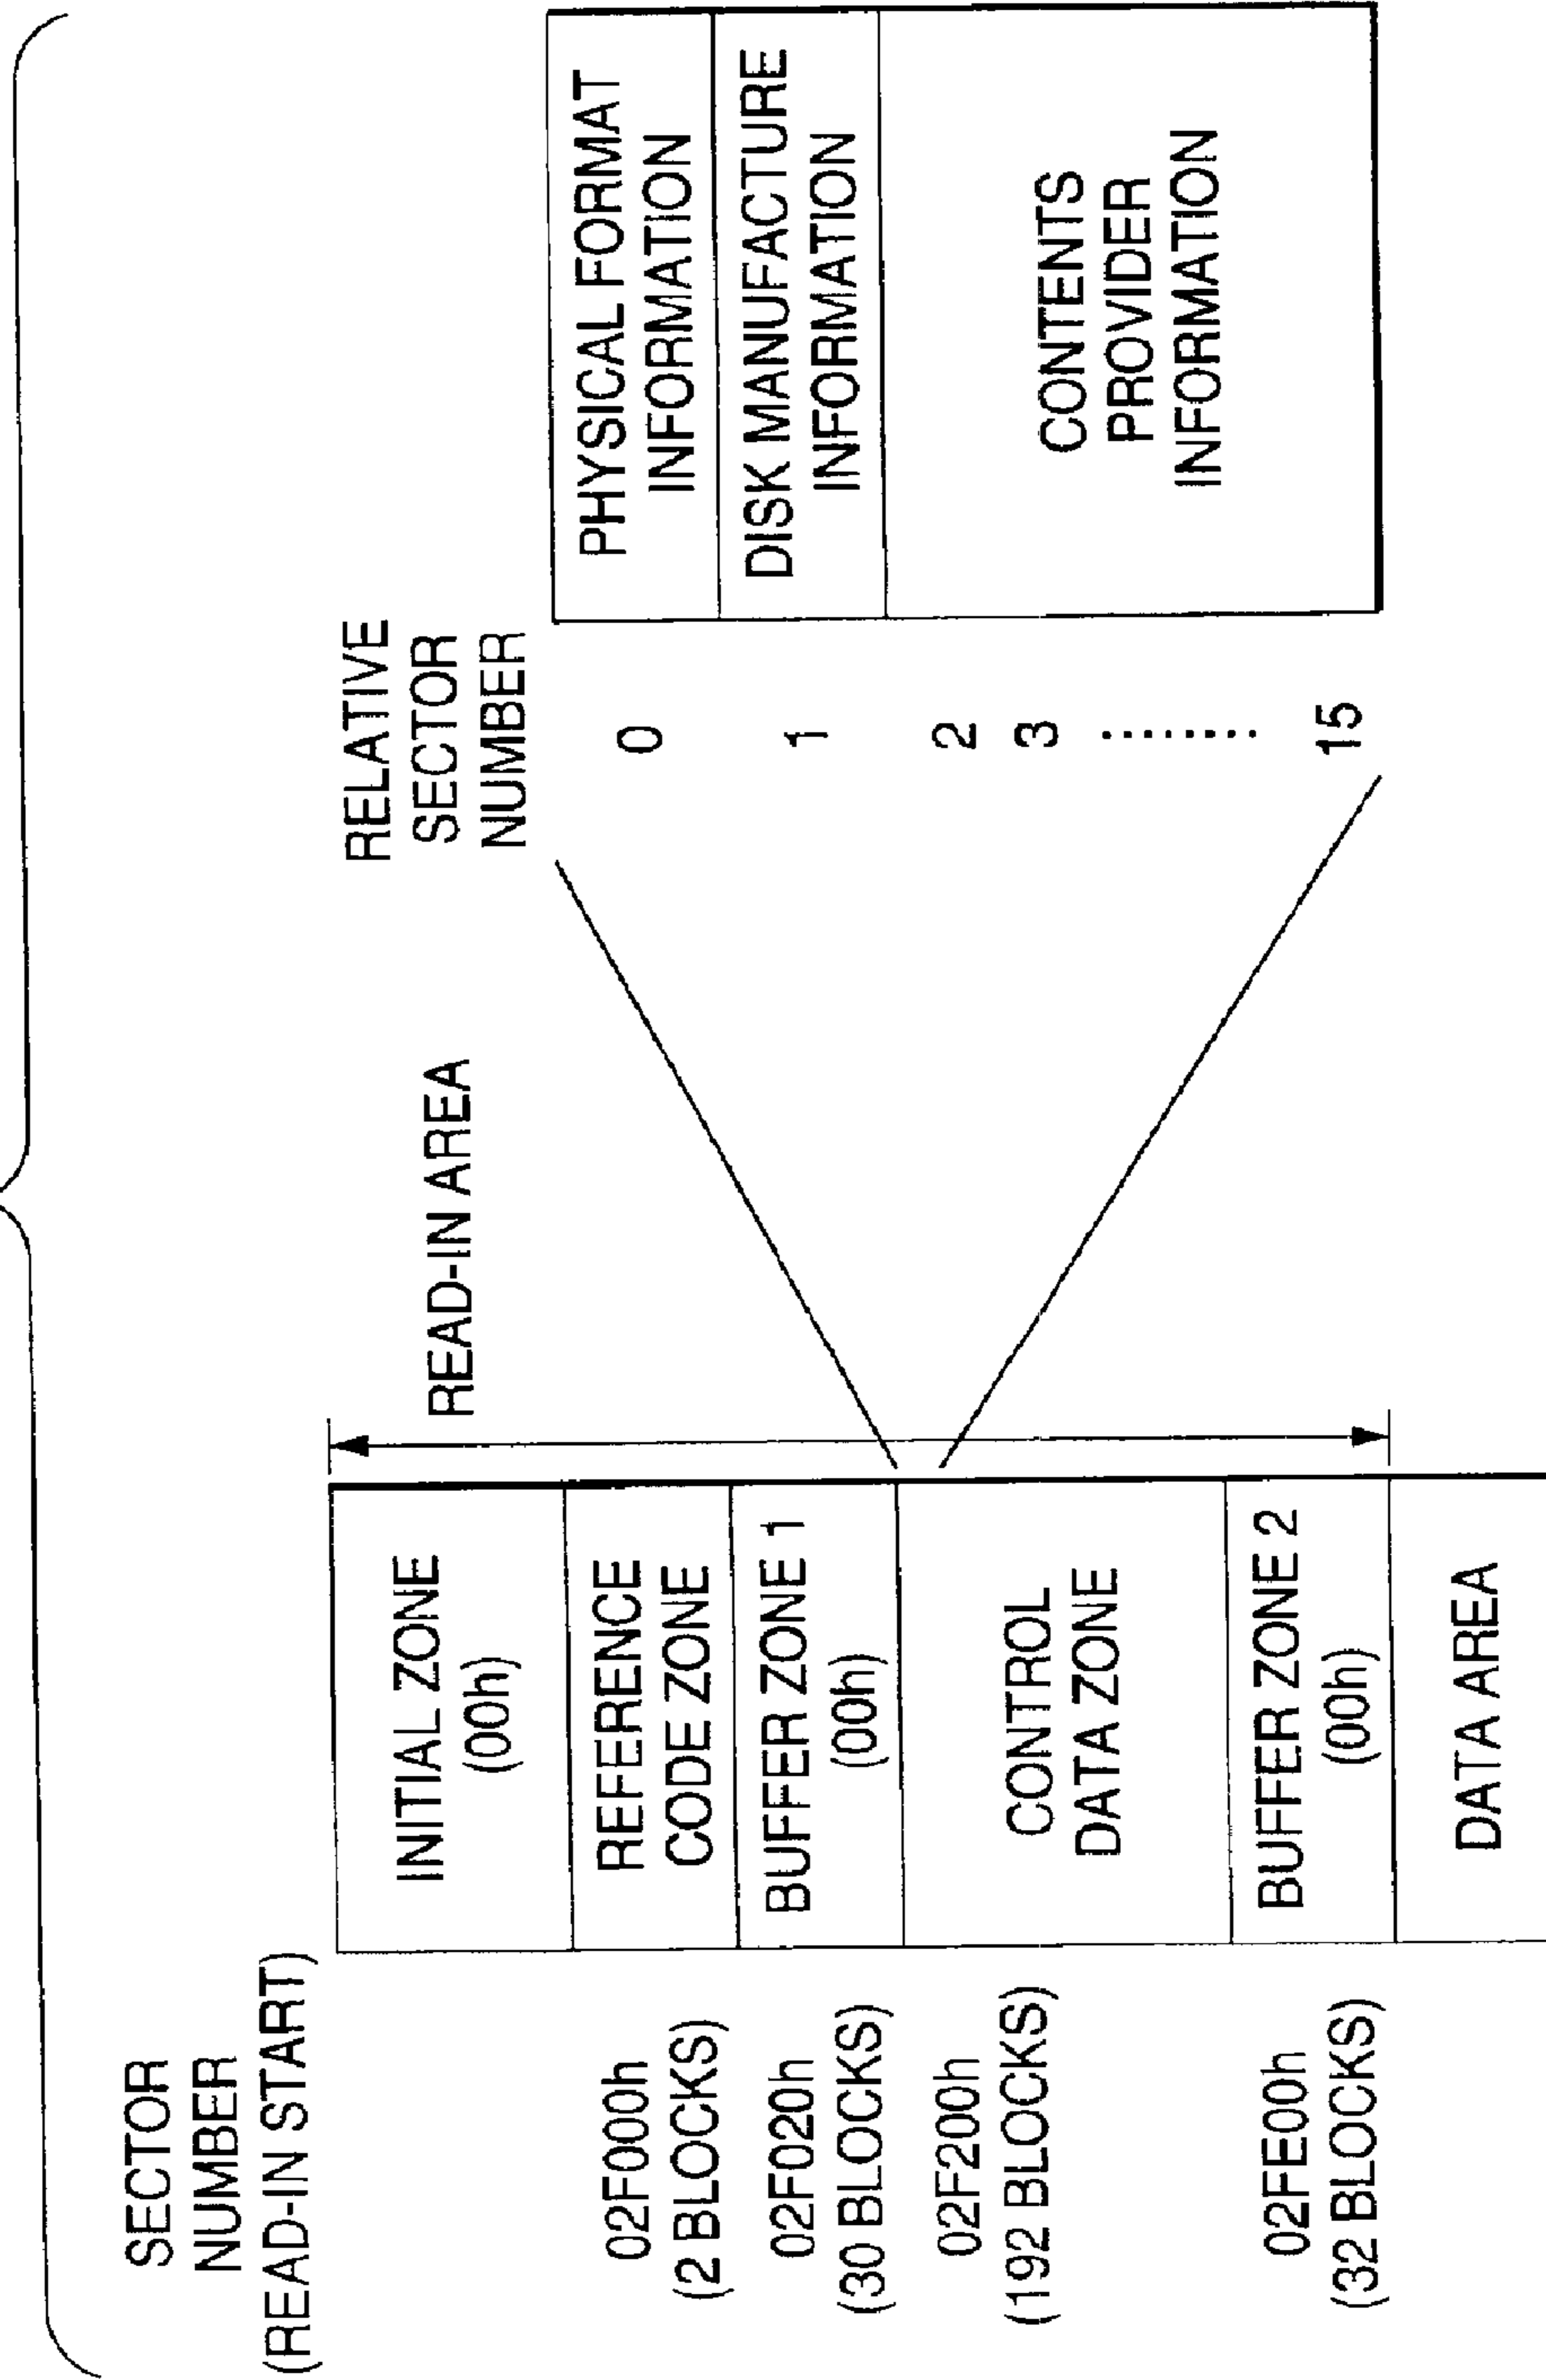 SECTOR
NUMBER
(READ-IN START)
INITIAL ZONE
(00h)
READ-IN AREA
02F000h
(2 BLOCKS)
REFERENCE
CODE ZONE
02F020h
(30 BLOCKS)
BUFFER ZONE 1
(00h)
02F200h
(192 BLOCKS)
CONTROL
DATA ZONE
02FE00h
(32 BLOCKS)
BUFFER ZONE 2
(00h)
DATA AREA
RELATIVE
SECTOR
NUMBER
0
PHYSICAL FORMAT
INFORMATION
1
DISK MANUFACTURE
INFORMATION
2
3
........
15
CONTENTS
PROVIDER
INFORMATION